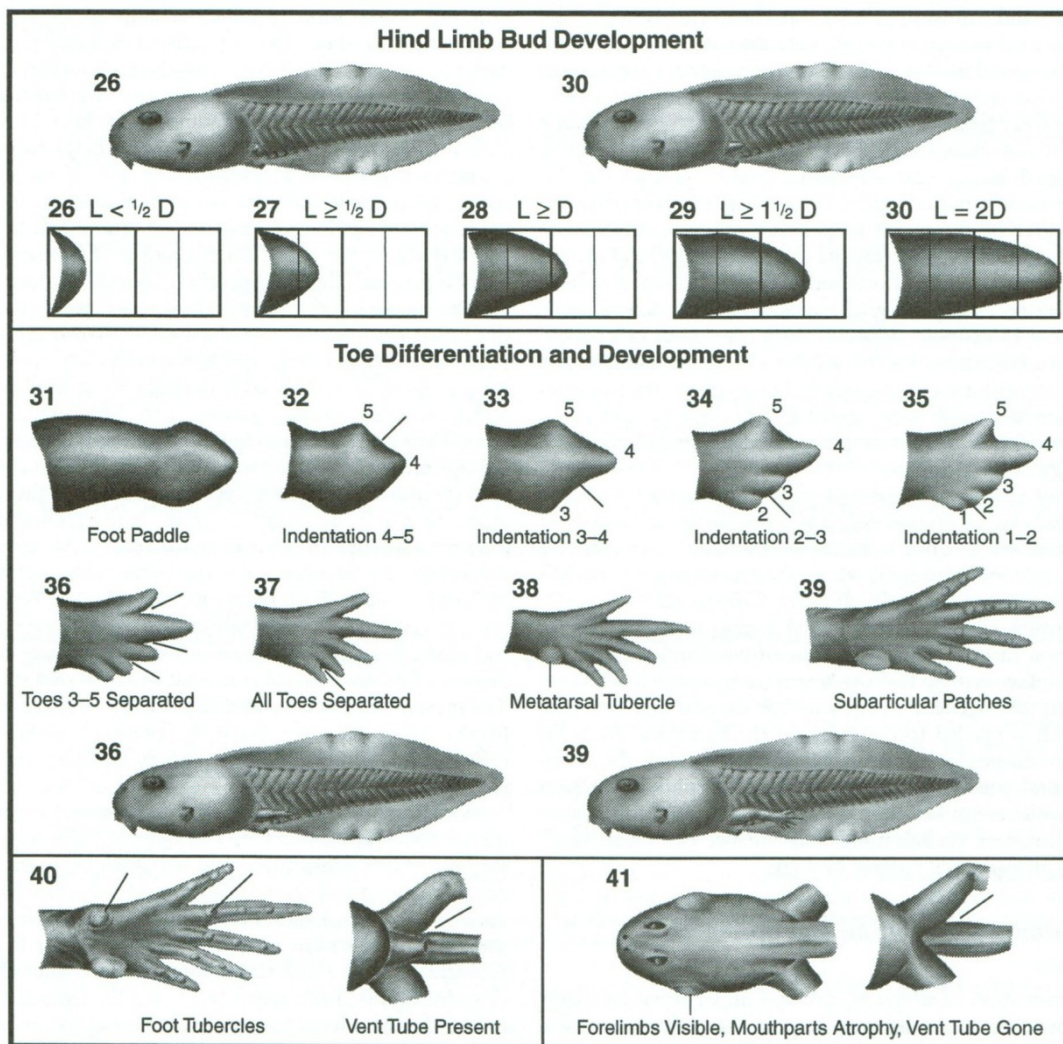 Hind Limb Bud Development
26 30
26 L < 1/2 D 27 L ≥ 1/2 D 28 L ≥ D 29 L ≥ 1 1/2 D 30 L = 2D
Toe Differentiation and Development
31 32 33 34 35
5 4
5 4 3
5 4 3 2
5 4 3 2 1
Foot Paddle Indentation 4–5 Indentation 3–4 Indentation 2–3 Indentation 1–2
36 37 38 39
Toes 3–5 Separated All Toes Separated Metatarsal Tubercle Subarticular Patches
36 39
40 41
Foot Tubercles Vent Tube Present Forelimbs Visible, Mouthparts Atrophy, Vent Tube Gone